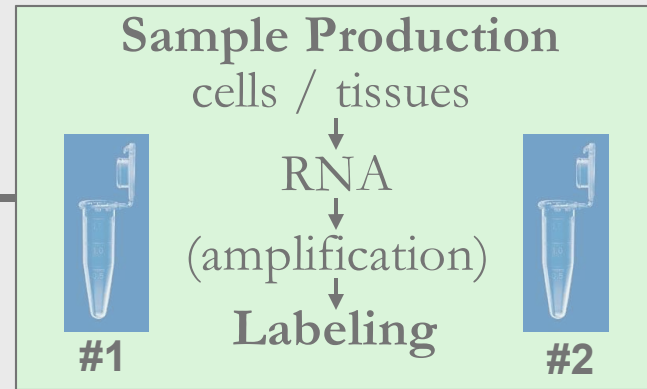 Sample Production
cells / tissues
RNA
(amplification)
Labeling
#1
#2